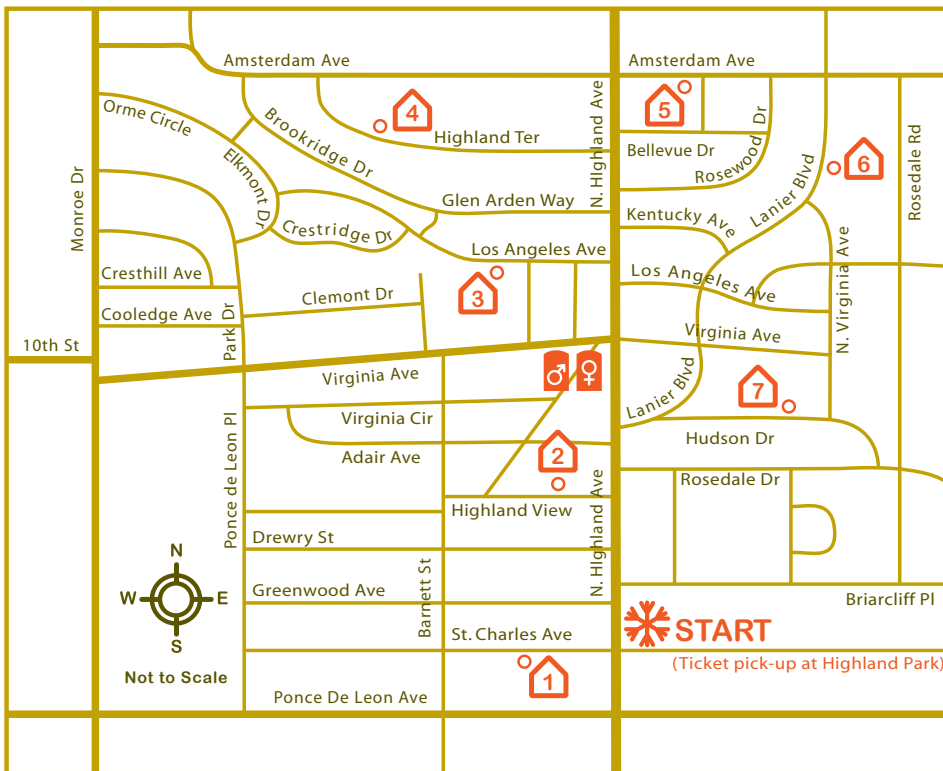 Amsterdam Ave
Amsterdam Ave
Orme Circle
Brookridge Dr
4
Highland Ter
N. HIghland Ave
5
Bellevue Dr
Rosewood Dr
Lanier Blvd
6
Rosedale Rd
Monroe Dr
Elkmont Dr
Crestridge Dr
Glen Arden Way
Kentucky Ave
Los Angeles Ave
Los Angeles Ave
N. Virginia Ave
Cresthill Ave
Clemont Dr
3
Cooledge Ave
Park Dr
10th St
Virginia Ave
Virginia Ave
♂
♀
Lanier Blvd
7
Virginia Cir
Hudson Dr
Adair Ave
2
Ponce de Leon Pl
N. HIghland Ave
Rosedale Dr
Highland View
Drewry St
Barnett St
Greenwood Ave
Briarcliff Pl
N
W
E
S
Not to Scale
St. Charles Ave
START
(Ticket pick-up at Highland Park)
1
Ponce De Leon Ave